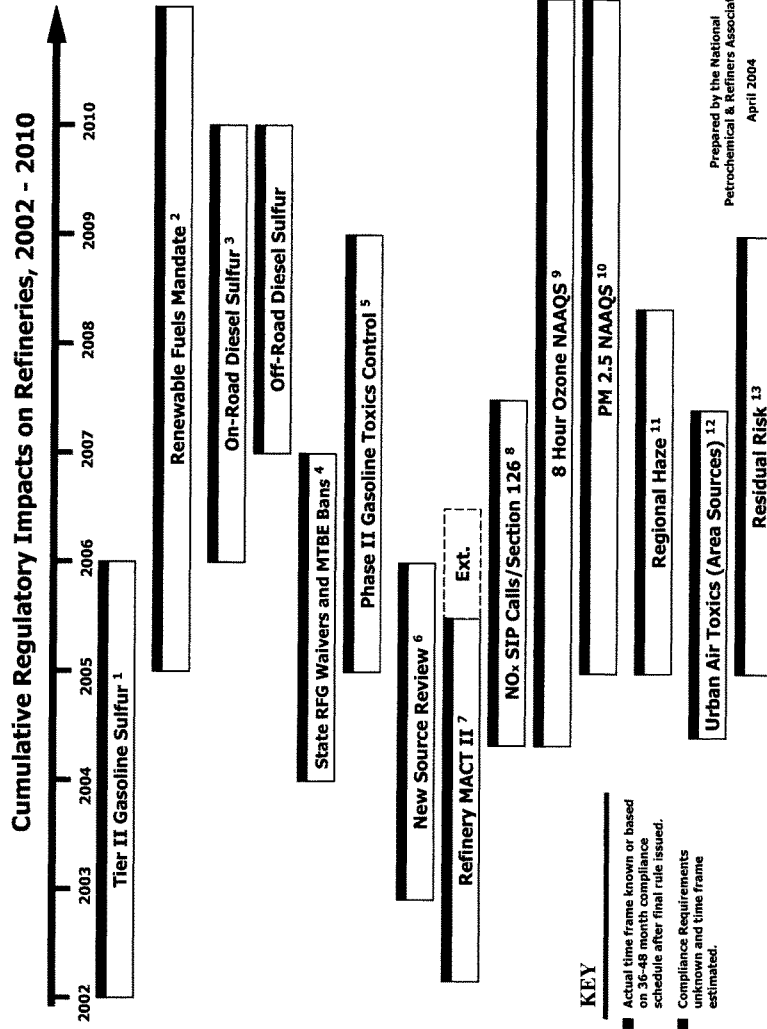 Cumulative Regulatory Impacts on Refineries, 2002 - 2010
2002 2003 2004 2005 2006 2007 2008 2009 2010
Tier II Gasoline Sulfur 1
Renewable Fuels Mandate 2
On-Road Diesel Sulfur 3
Off-Road Diesel Sulfur
State RFG Waivers and MTBE Bans 4
Phase II Gasoline Toxics Control 5
New Source Review 6
Refinery MACT II 7
Ext.
NOx SIP Calls/Section 126 8
8 Hour Ozone NAAQS 9
PM 2.5 NAAQS 10
Regional Haze 11
Urban Air Toxics (Area Sources) 12
Residual Risk 13
KEY
Actual time frame known or based
on 36-48 month compliance
schedule after final rule issued.
Compliance Requirements
unknown and time frame
estimated.
Prepared by the National
Petrochemical & Refiners Associat
April 2004